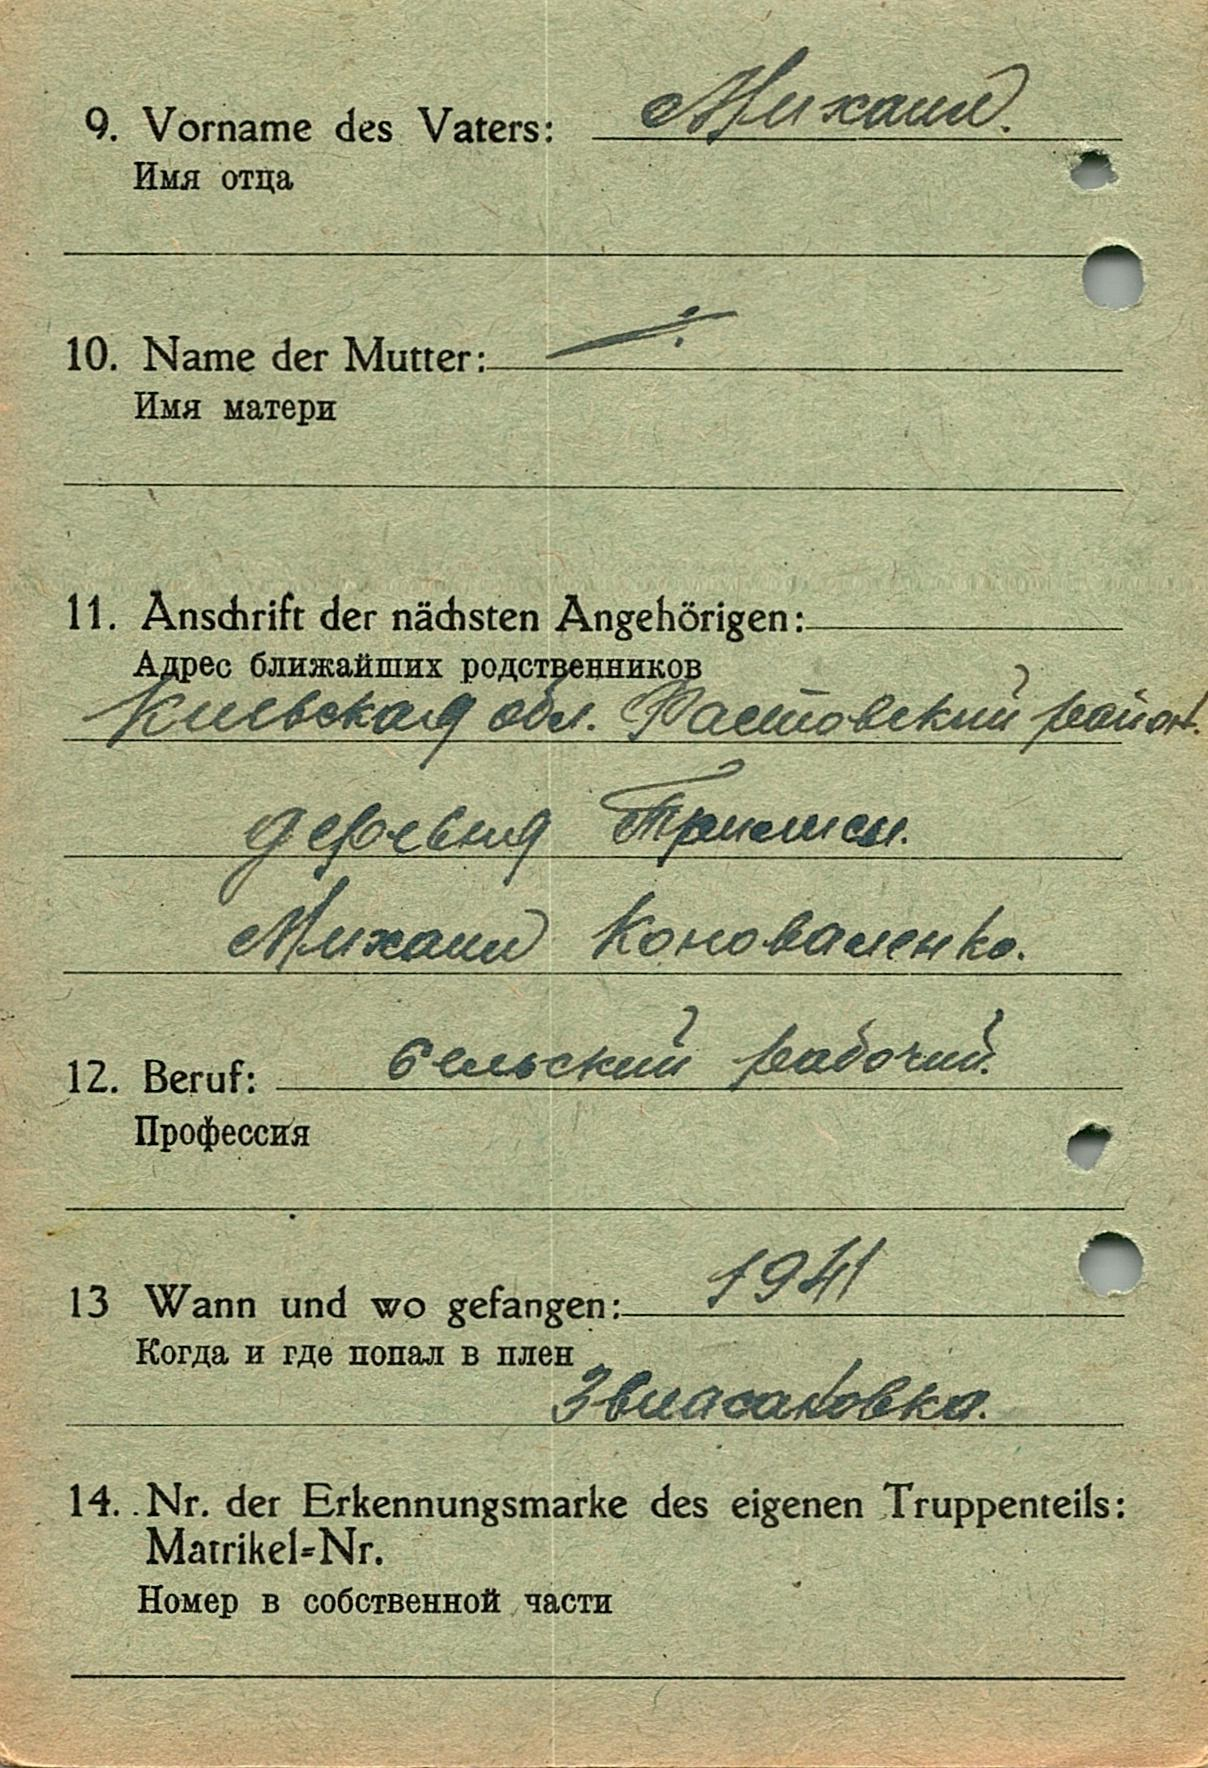 9. Vorname des Vaters: Михаил.
Имя отца
10. Name der Mutter: ·/·
Имя матери
11. Anschrift der nächsten Angehörigen:
Адрес ближайших родственников
Киевская обл. Фастовский район.
деревня Трилисы.
Михаил Коноваленко.
12. Beruf: Сельский рабочий.
Профессия
13 Wann und wo gefangen: 1941
Когда и где попал в плен
14. Nr. der Erkennungsmarke des eigenen Truppenteils:
Matrikel-Nr.
Номер в собственной части